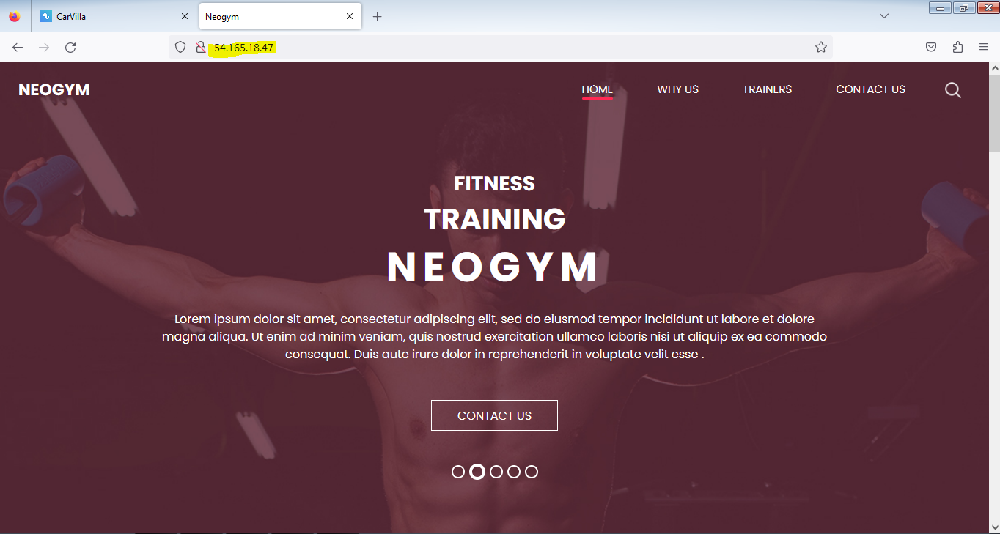 CarVilla
Neogym
54.165.18.47
NEOGYM
HOME
WHY US
TRAINERS
CONTACT US
FITNESS
TRAINING
NEOGYM
Lorem ipsum dolor sit amet, consectetur adipiscing elit, sed do eiusmod tempor incididunt ut labore et dolore
magna aliqua. Ut enim ad minim veniam, quis nostrud exercitation ullamco laboris nisi ut aliquip ex ea commodo
consequat. Duis aute irure dolor in reprehenderit in voluptate velit esse .
CONTACT US